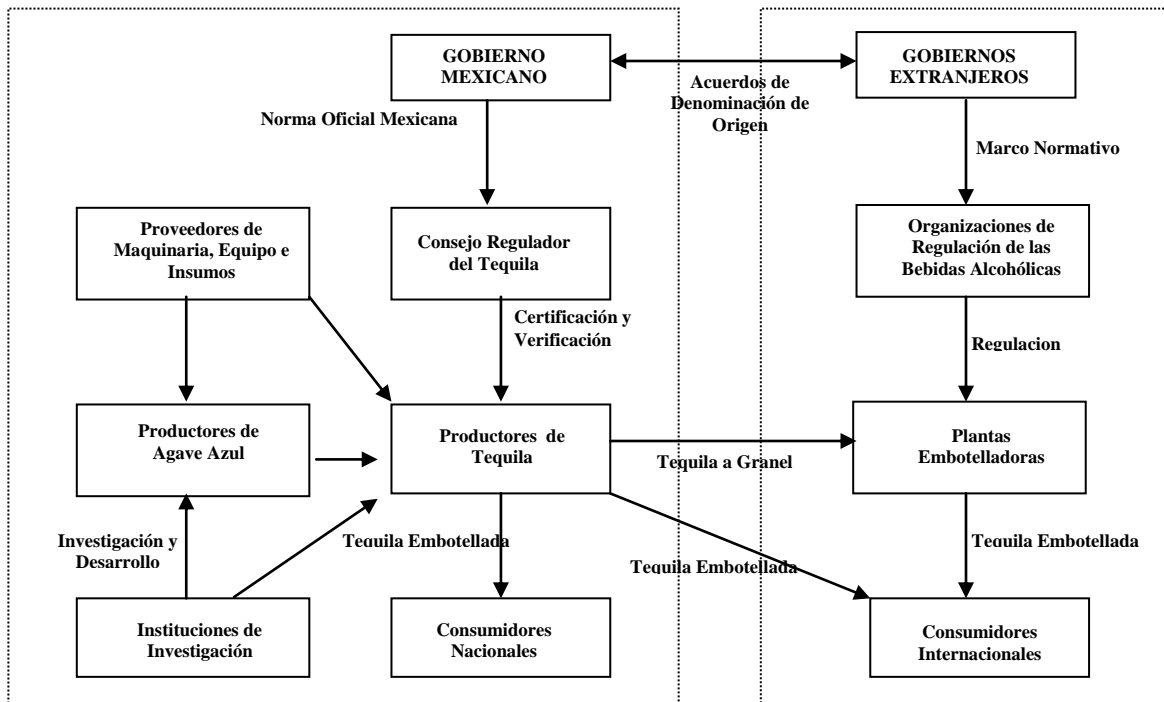 GOBIERNO
MEXICANO
GOBIERNOS
EXTRANJEROS
Acuerdos de
Denominación de
Origen
Norma Oficial Mexicana
Marco Normativo
Proveedores de
Maquinaria, Equipo e
Insumos
Consejo Regulador
del Tequila
Organizaciones de
Regulación de las
Bebidas Alcohólicas
Certificación y
Verificación
Regulacion
Productores de
Agave Azul
Productores de
Tequila
Tequila a Granel
Plantas
Embotelladoras
Investigación y
Desarrollo
Tequila Embotellada
Tequila Embotellada
Tequila Embotellada
Instituciones de
Investigación
Consumidores
Nacionales
Consumidores
Internacionales